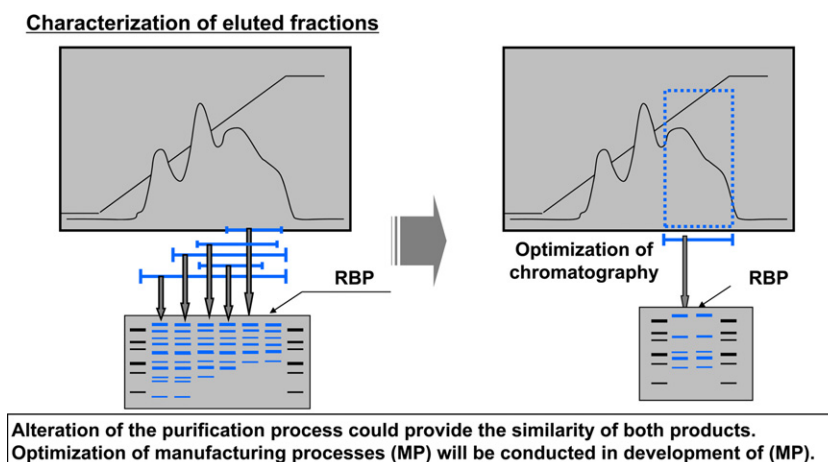 Characterization of eluted fractions
Optimization of
chromatography
RBP
RBP
Alteration of the purification process could provide the similarity of both products.
Optimization of manufacturing processes (MP) will be conducted in development of (MP).